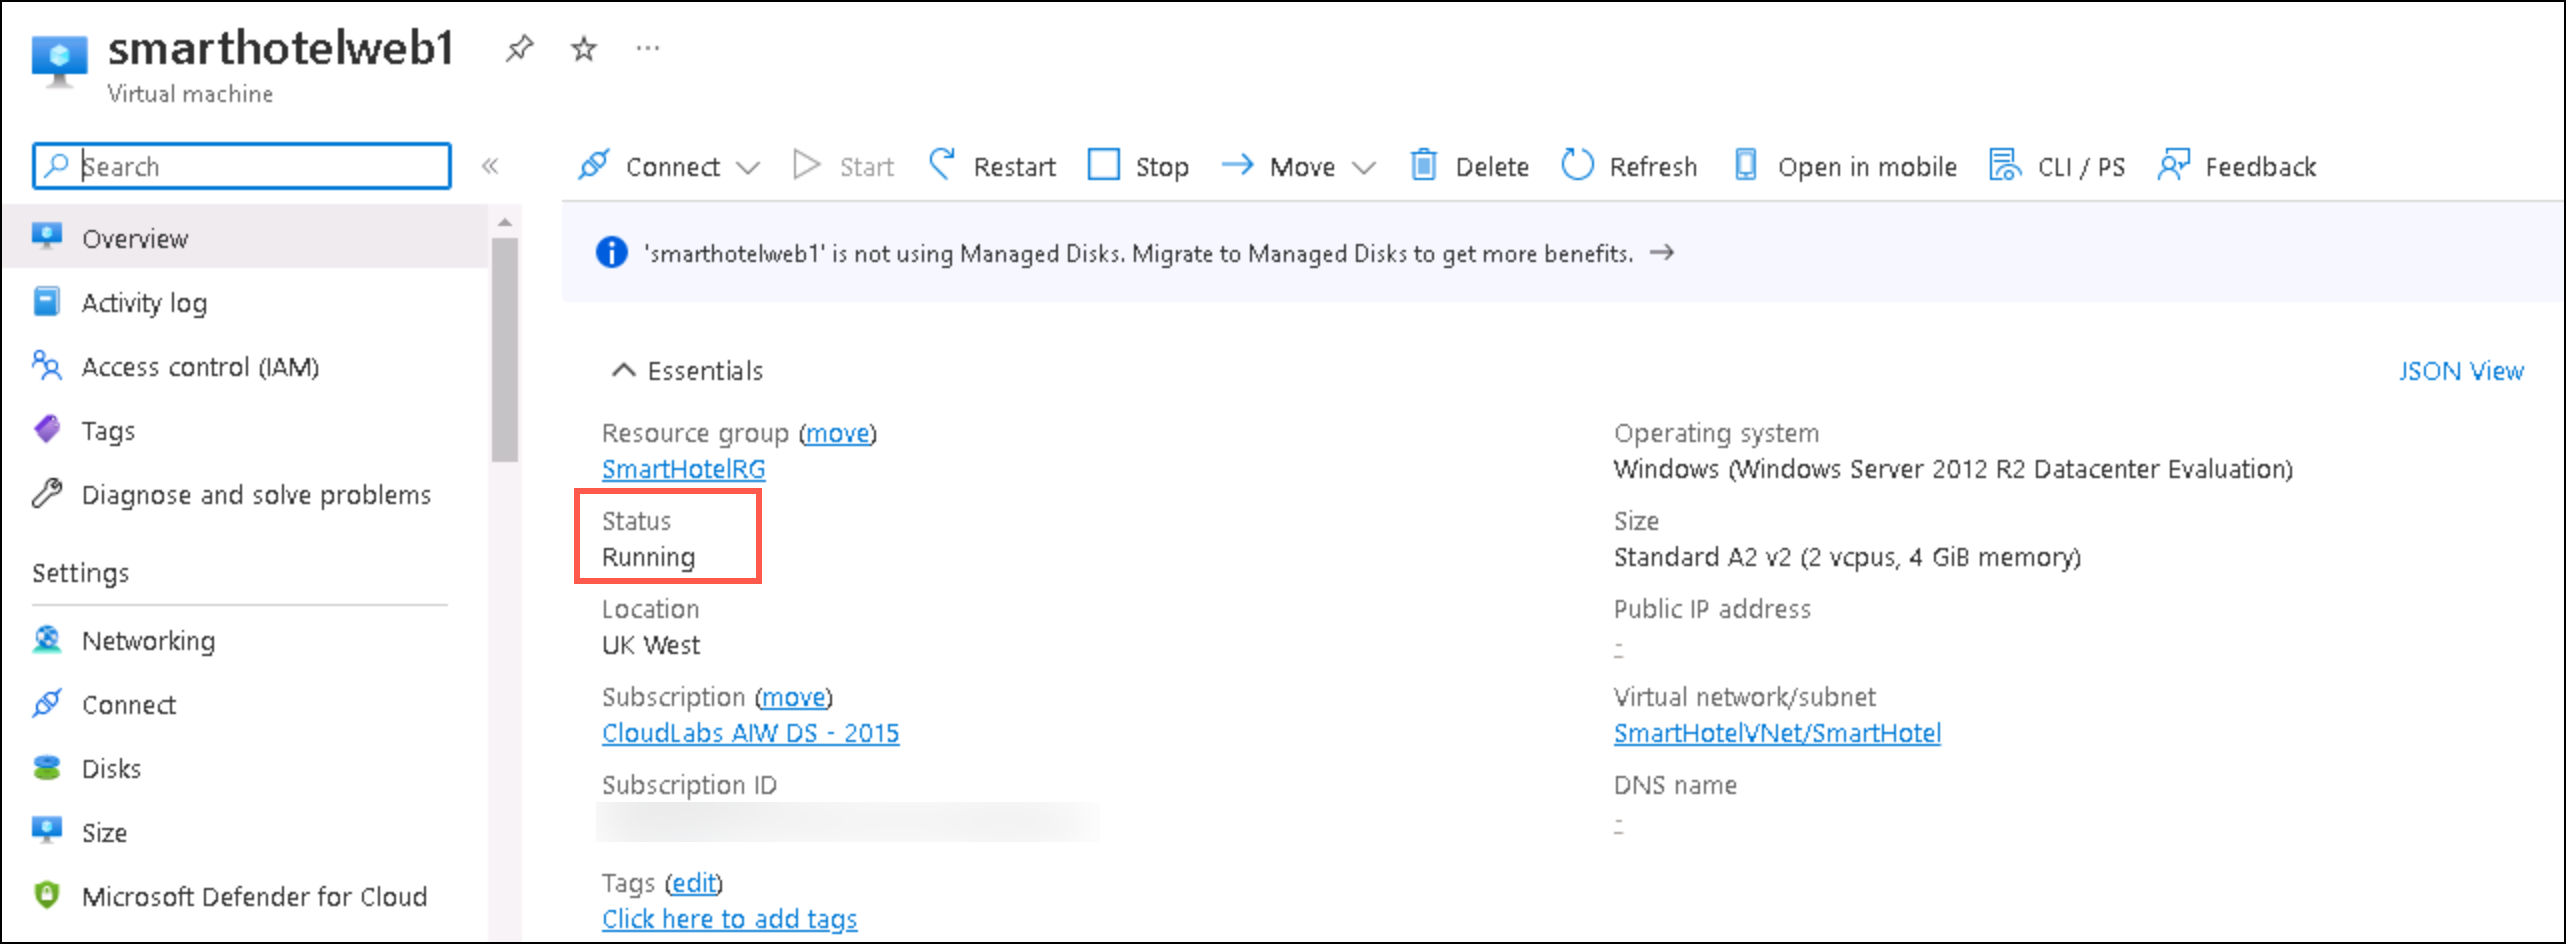 smarthotelweb1
Virtual machine
Search
Connect Start Restart Stop Move Delete Refresh Open in mobile CLI / PS Feedback
Overview
Activity log
Access control (IAM)
Tags
Diagnose and solve problems
Settings
Networking
Connect
Disks
Size
Microsoft Defender for Cloud
'smarthotelweb1' is not using Managed Disks. Migrate to Managed Disks to get more benefits.
Essentials
JSON View
Resource group (move)
SmartHotelRG
Status
Running
Location
UK West
Subscription (move)
CloudLabs AIW DS - 2015
Subscription ID
Tags (edit)
Click here to add tags
Operating system
Windows (Windows Server 2012 R2 Datacenter Evaluation)
Size
Standard A2 v2 (2 vcpus, 4 GiB memory)
Public IP address
-
Virtual network/subnet
SmartHotelVNet/SmartHotel
DNS name
-